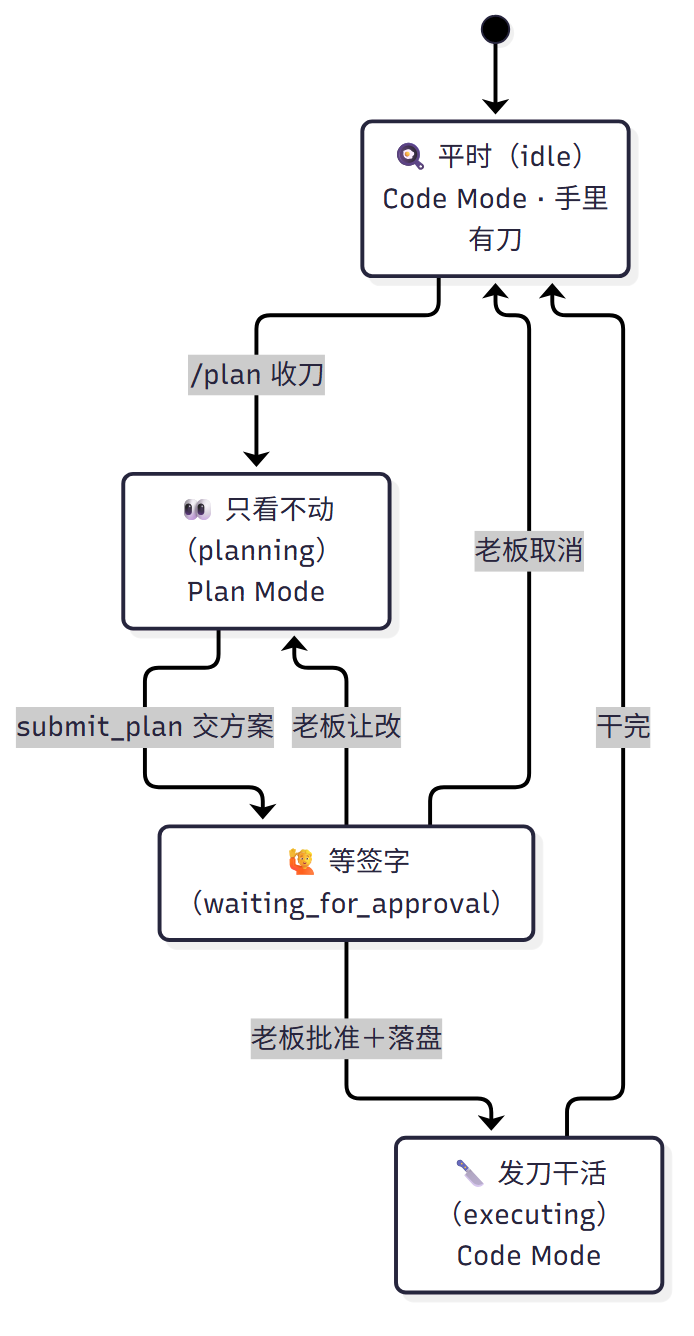 🍳 平时（idle）
Code Mode · 手里
有刀
/plan 收刀
👀 只看不动
（planning）
Plan Mode
老板取消
submit_plan 交方案
老板让改
干完
🙋 等签字
（waiting_for_approval）
老板批准＋落盘
🔪 发刀干活
（executing）
Code Mode